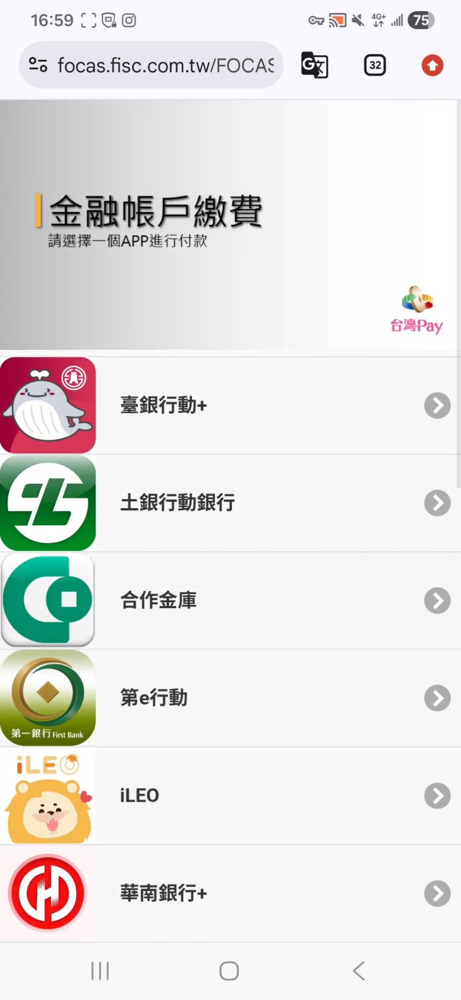 16:59
4G+
75
focas.fisc.com.tw/FOCAS
32
金融帳戶繳費
請選擇一個APP進行付款
台灣Pay
臺銀行動+
土銀行動銀行
合作金庫
第e行動
第一銀行 First Bank
iLEO
iLEO
華南銀行+